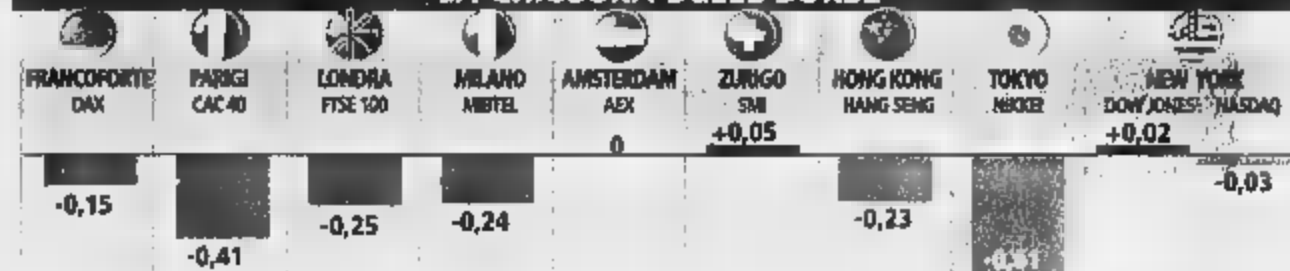 FRANCOFORTE PARIGI LONDRA MILANO AMSTERDAM ZURIGO HONG KONG TOKYO NEW YORK
DAX CAC 40 FTSE 100 MIBTEL AEX SMI HANG SENG NIKKEI DOW JONES NASDAQ
0 +0,05 +0,02
-0,15 -0,41 -0,25 -0,24 -0,23 -0,03